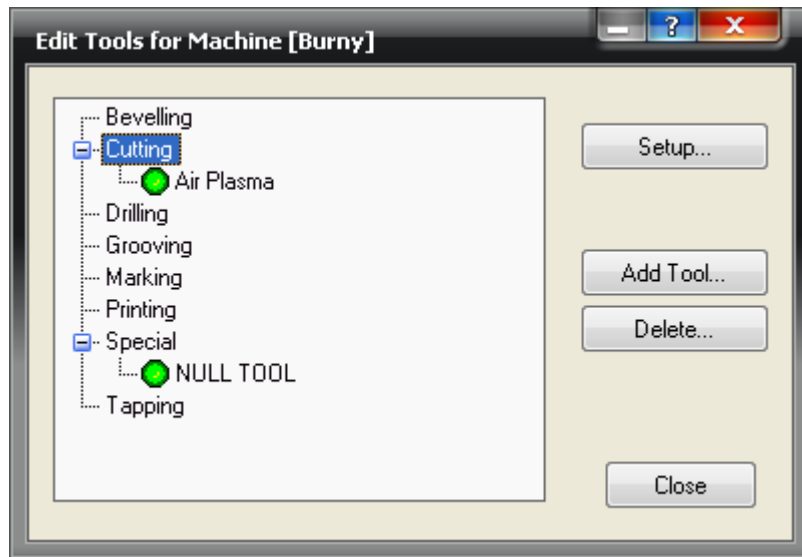 Edit Tools for Machine [Burny]
?
X
Bevelling
Cutting
Air Plasma
Drilling
Grooving
Marking
Printing
Special
NULL TOOL
Tapping
Setup...
Add Tool...
Delete...
Close